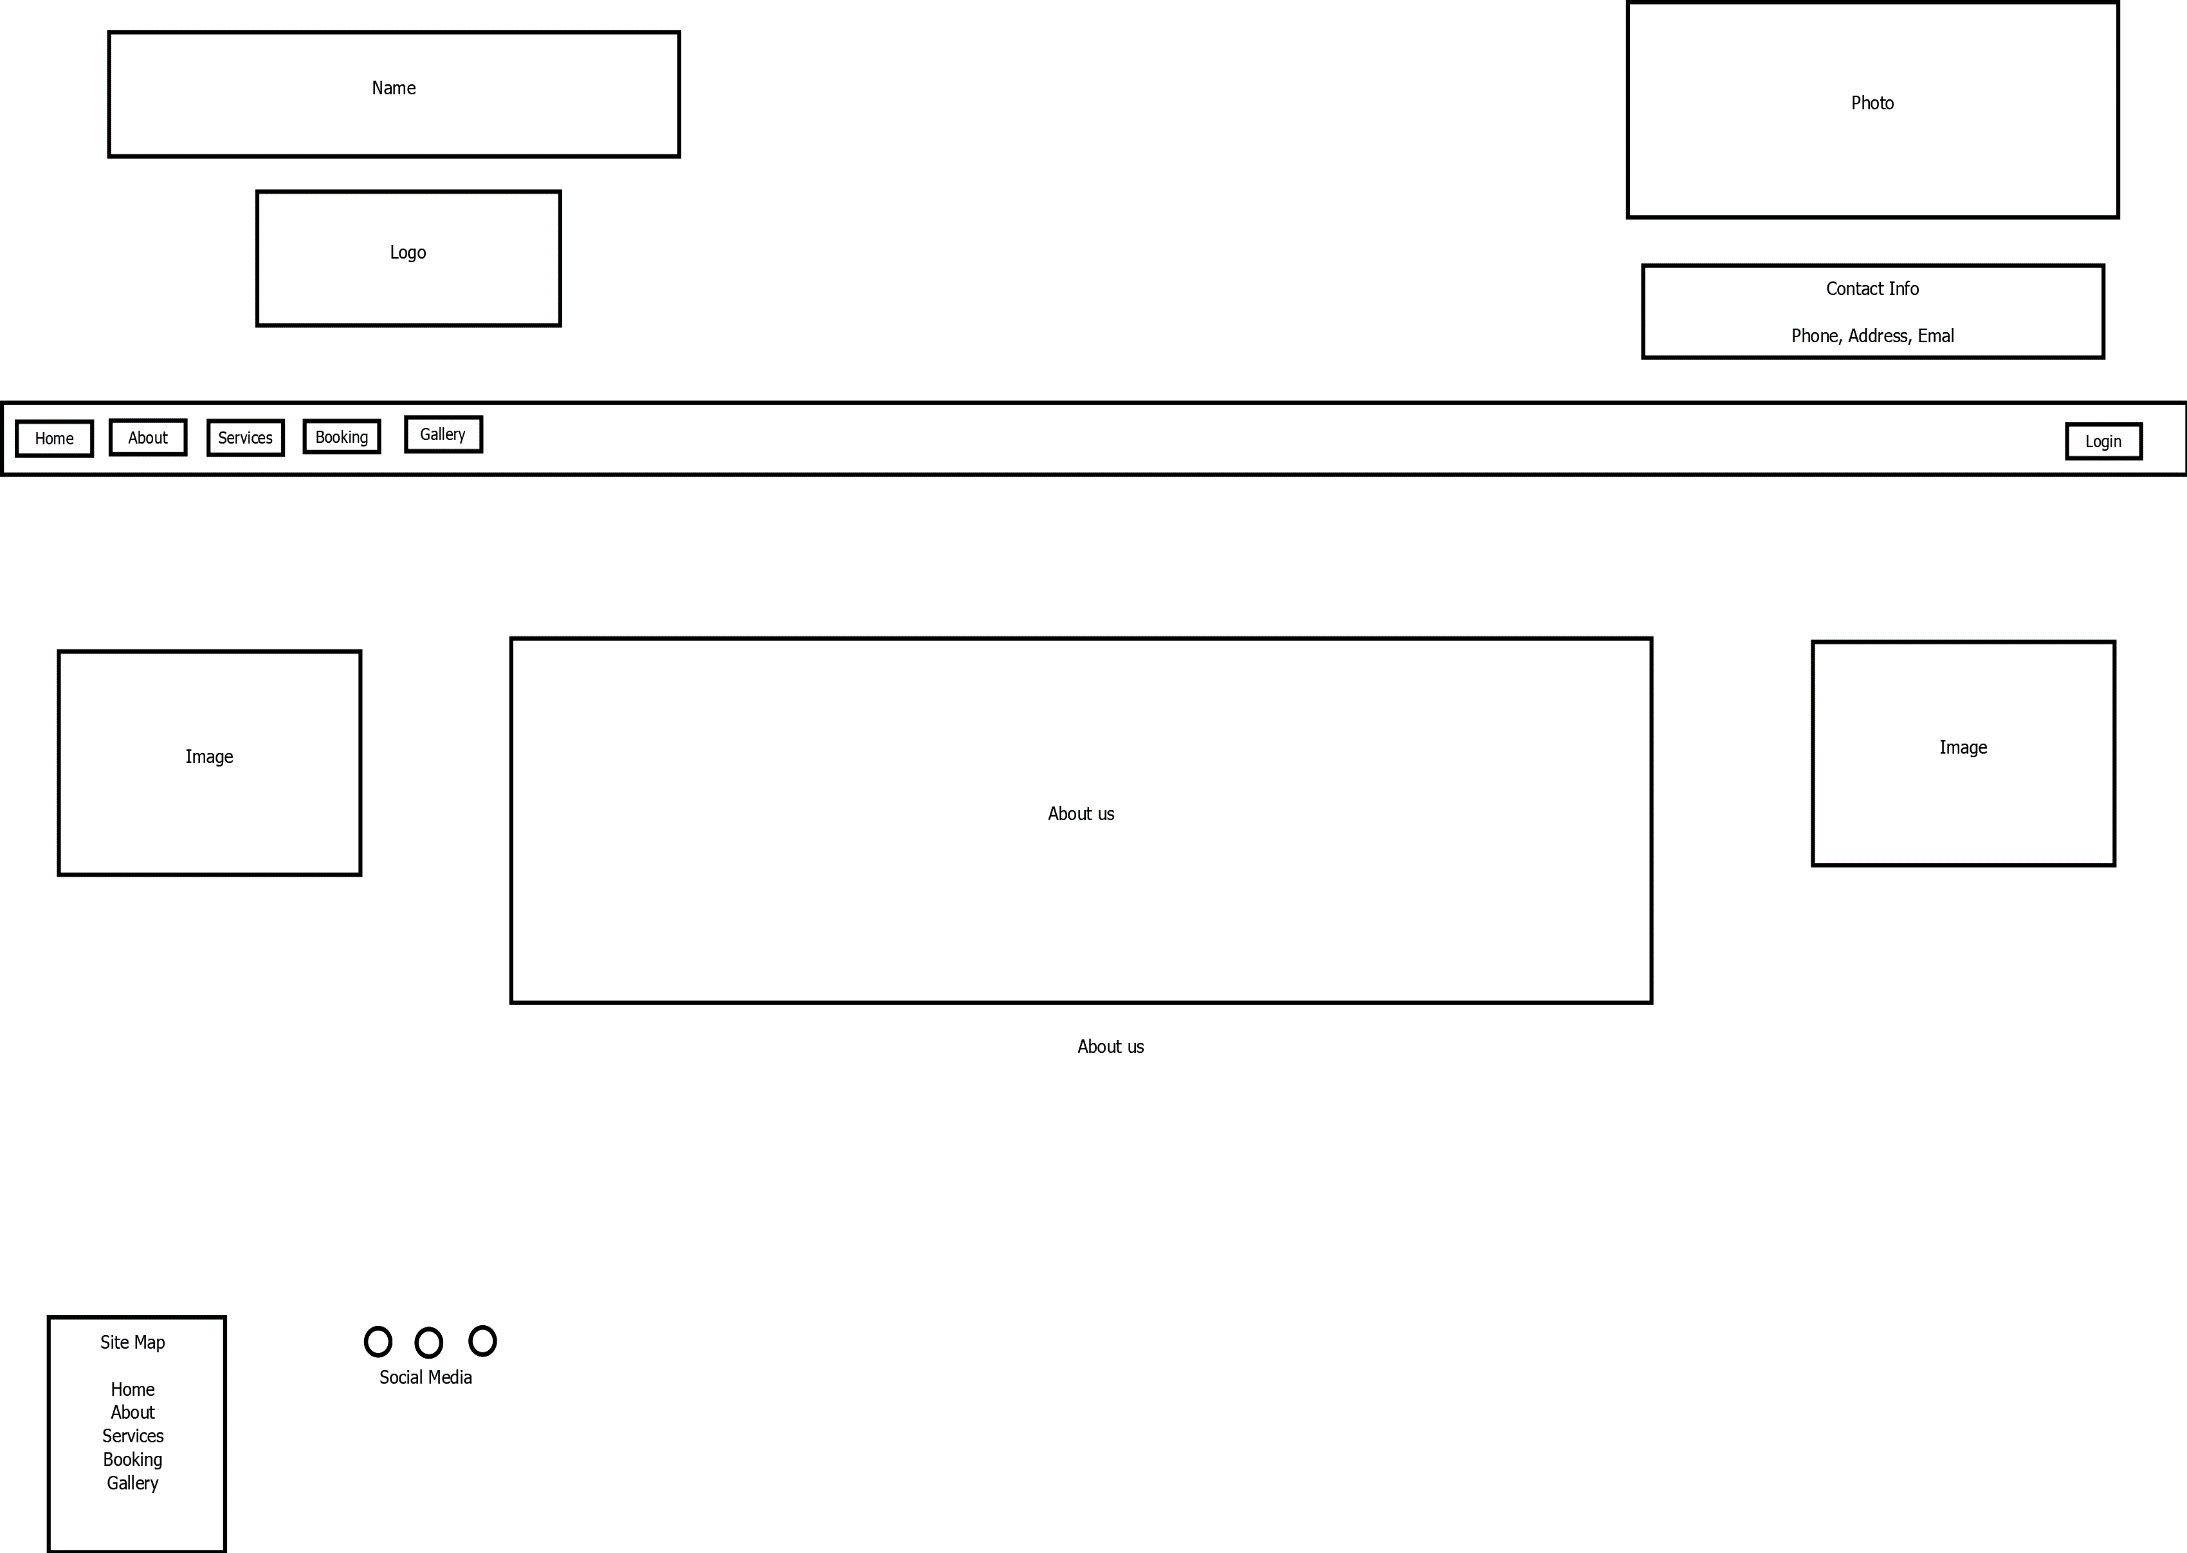 Name
Photo
Logo
Contact Info
Phone, Address, Emal
Home
About
Services
Booking
Gallery
Login
Image
About us
Image
About us
Site Map
Home
About
Services
Booking
Gallery
Social Media